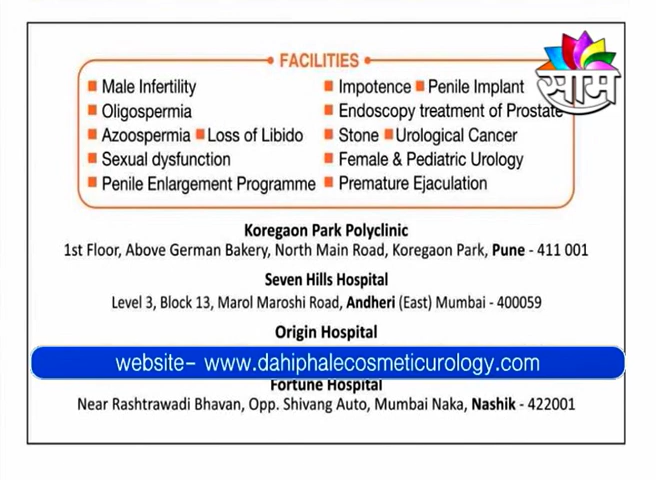 FACILITIES
साम
Male Infertility
Impotence Penile Implant
Oligospermia
Endoscopy treatment of Prostate
Azoospermia Loss of Libido
Stone Urological Cancer
Sexual dysfunction
Female & Pediatric Urology
Penile Enlargement Programme
Premature Ejaculation
Koregaon Park Polyclinic
1st Floor, Above German Bakery, North Main Road, Koregaon Park, Pune - 411 001
Seven Hills Hospital
Level 3, Block 13, Marol Maroshi Road, Andheri (East) Mumbai - 400059
Origin Hospital
website- www.dahiphalecosmeticurology.com
Fortune Hospital
Near Rashtrawadi Bhavan, Opp. Shivang Auto, Mumbai Naka, Nashik - 422001